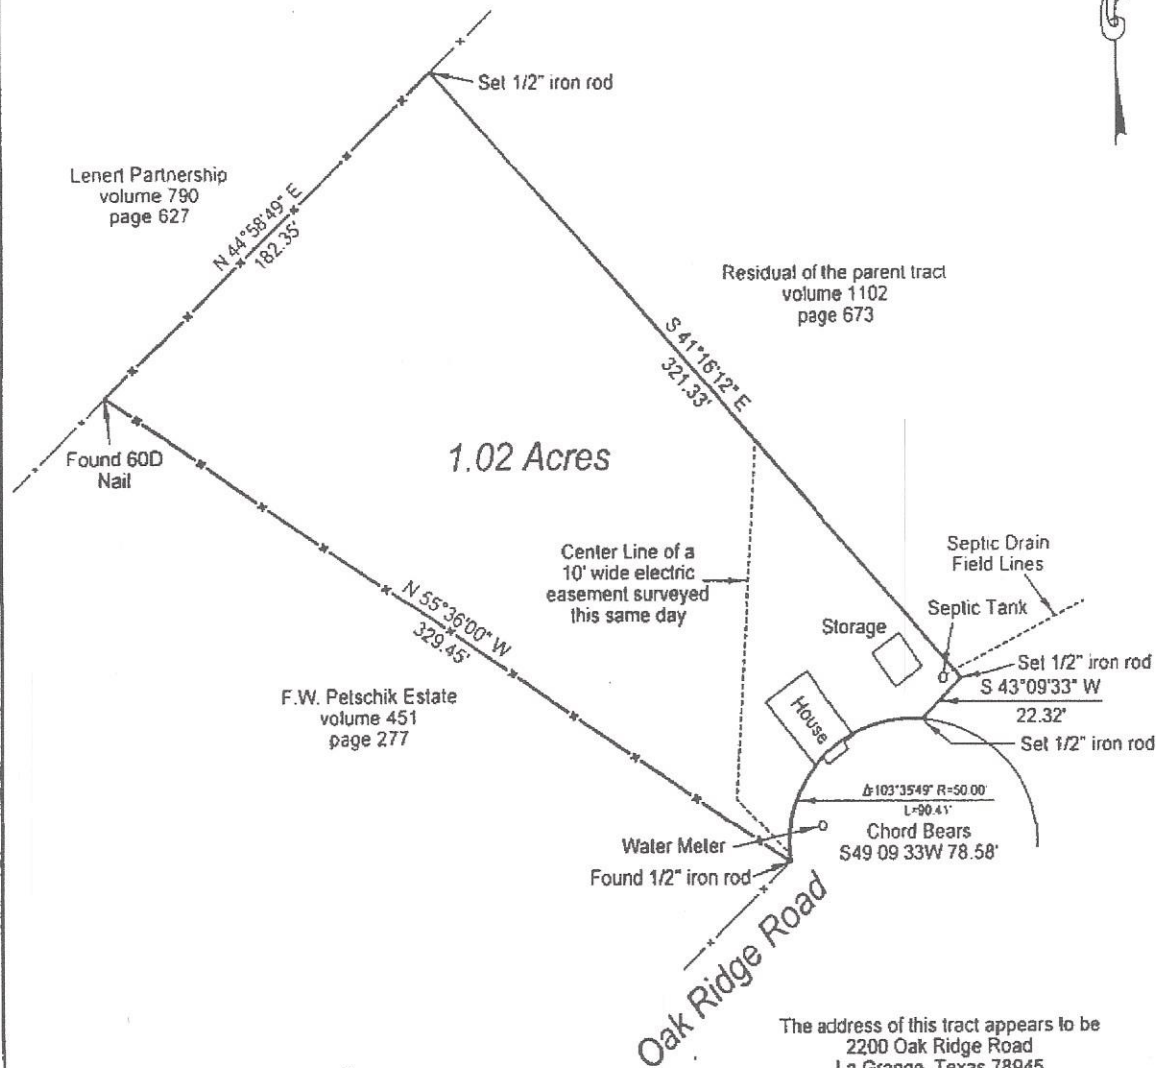 Set 1/2" iron rod
Lenert Partnership
volume 790
page 627
N 44°58'49" E
182.35'
Residual of the parent tract
volume 1102
page 673
S 41°16'12" E
321.33'
Found 60D
Nail
1.02 Acres
Center Line of a
10' wide electric
easement surveyed
this same day
Septic Drain
Field Lines
Septic Tank
Storage
Set 1/2" iron rod
S 43°09'33" W
22.32'
House
Set 1/2" iron rod
N 55°36'00" W
329.45'
F.W. Petschik Estate
volume 451
page 277
Δ=103°35'49" R=50.00'
L=90.41'
Chord Bears
S49 09 33W 78.58'
Water Meter
Found 1/2" iron rod
Oak Ridge Road
The address of this tract appears to be
2200 Oak Ridge Road
La Grange, Texas 78945